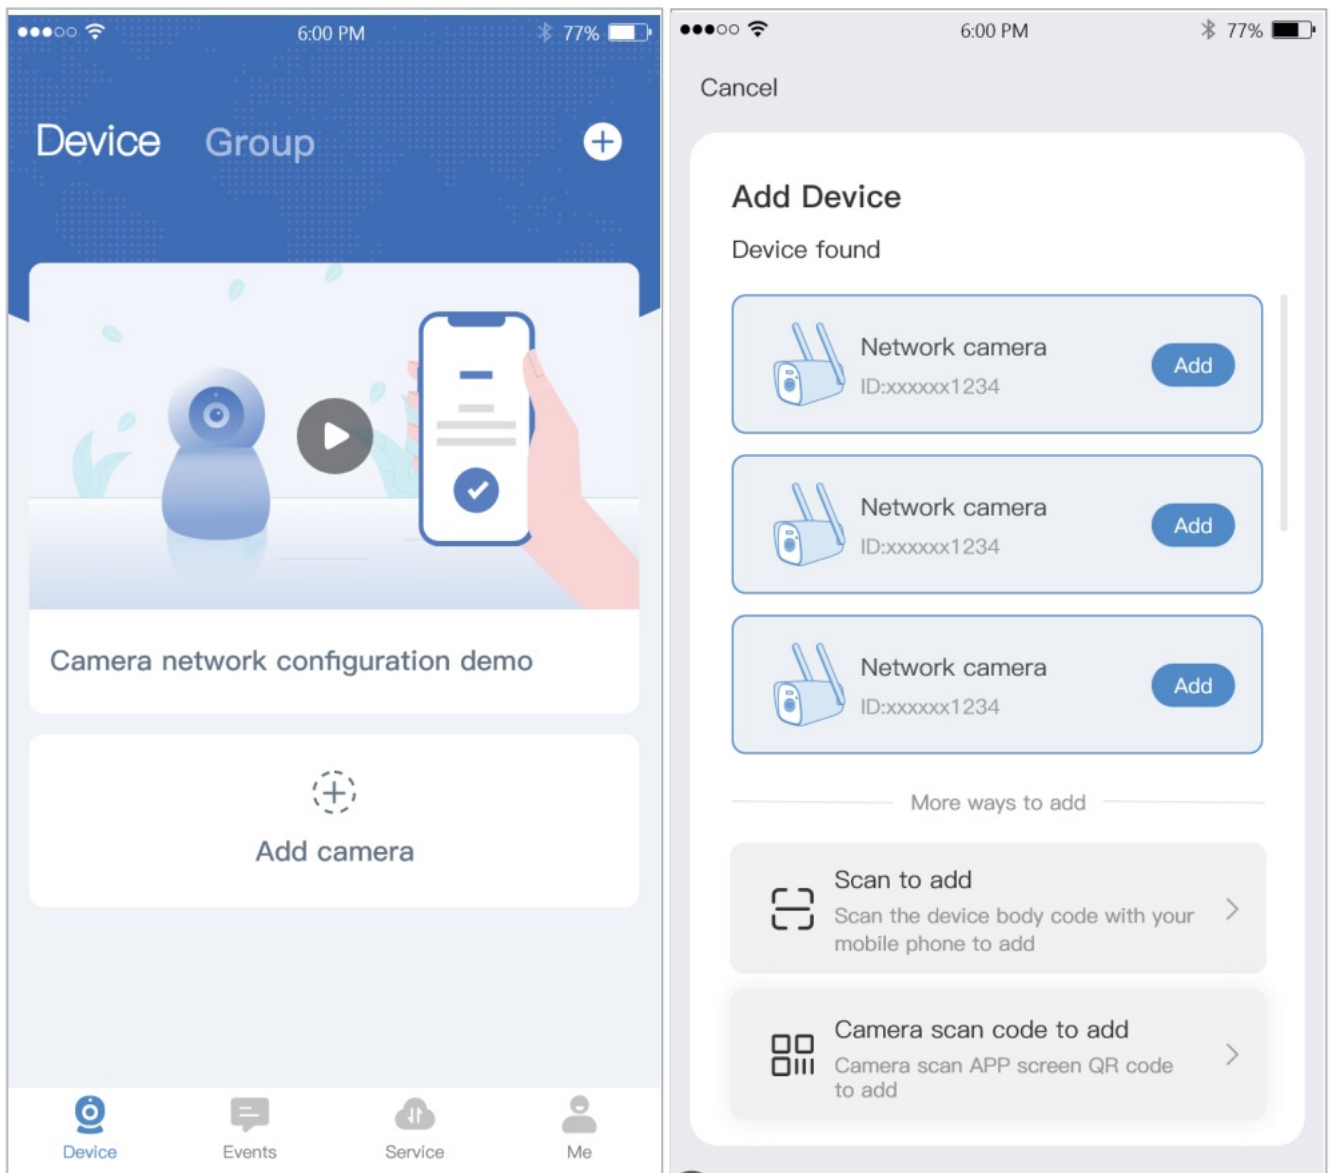 6:00 PM
77%
Device
Group
Camera network configuration demo
Add camera
Device
Events
Service
Me
6:00 PM
77%
Cancel
Add Device
Device found
Network camera
ID:xxxxxx1234
Add
Network camera
ID:xxxxxx1234
Add
Network camera
ID:xxxxxx1234
Add
More ways to add
Scan to add
Scan the device body code with your
mobile phone to add
Camera scan code to add
Camera scan APP screen QR code
to add